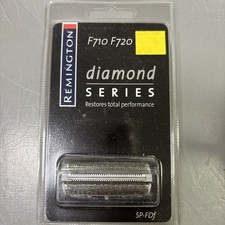 F710 F720
REMINGTON
diamond
SERIES
Restores total performance
SP-FDf